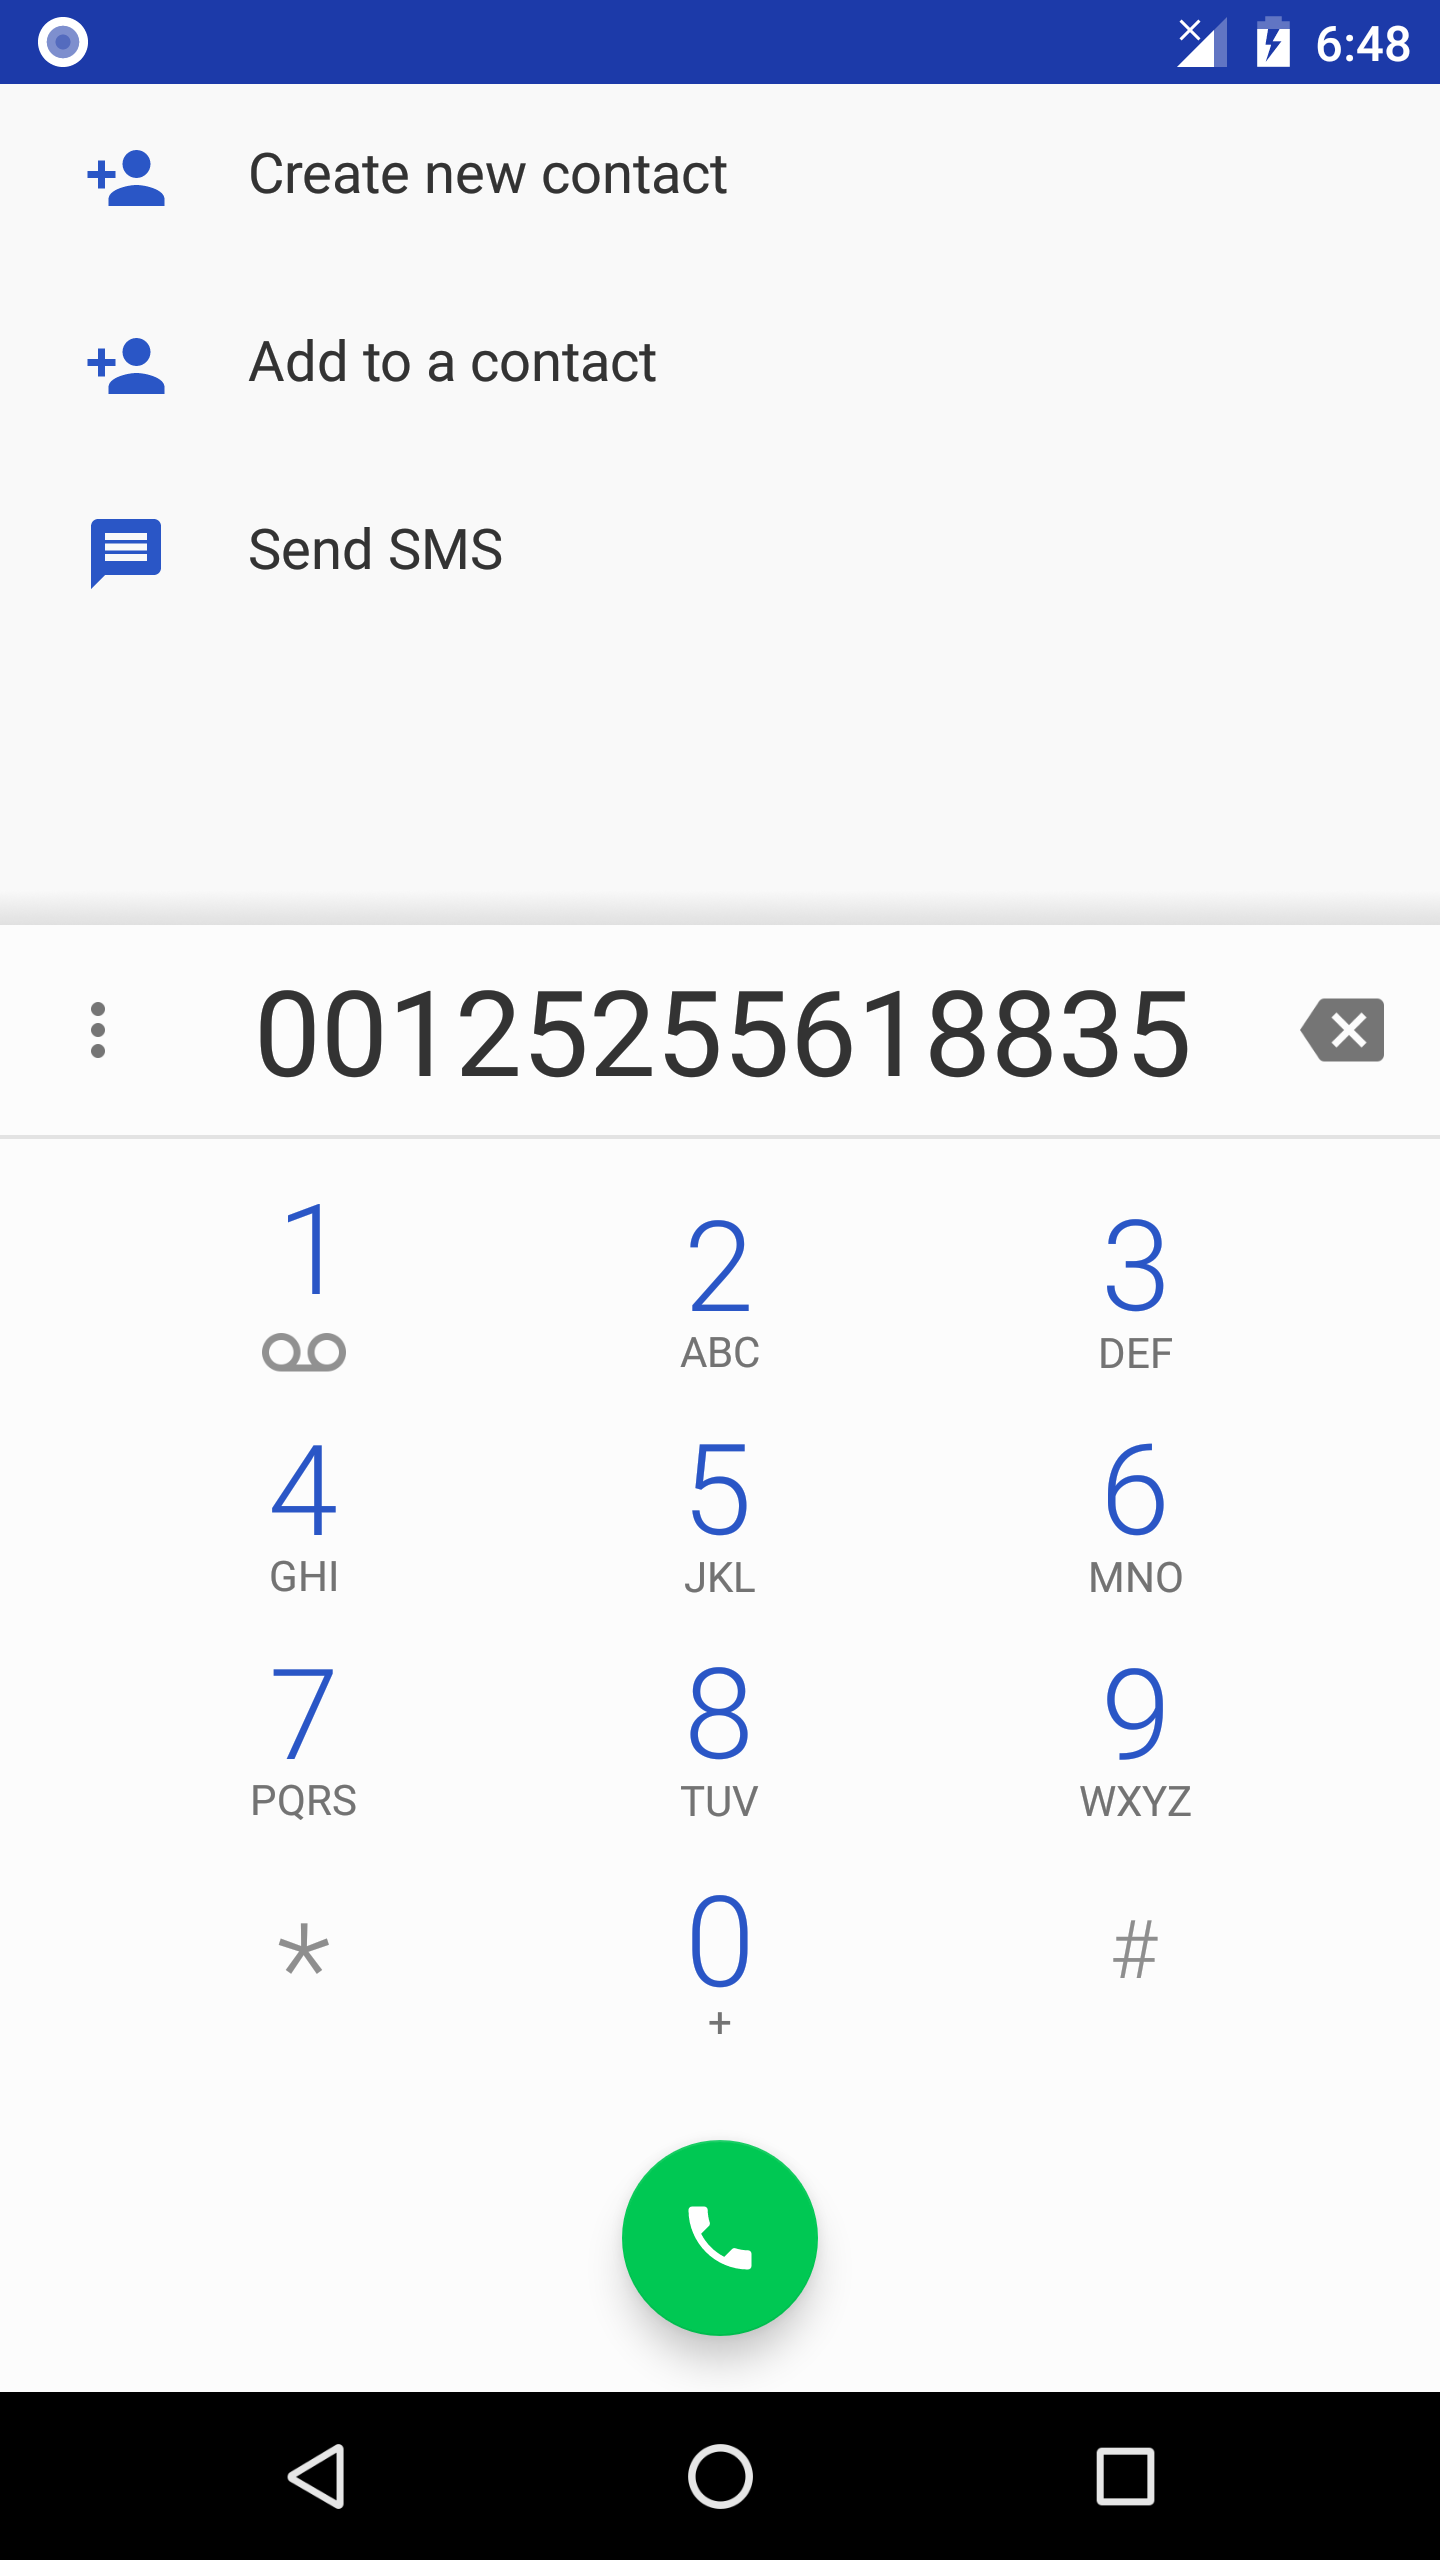 6:48
Create new contact
Add to a contact
Send SMS
00125255618835
1 2 3
ABC DEF
4 5 6
GHI JKL MNO
7 8 9
PQRS TUV WXYZ
* 0 #
+